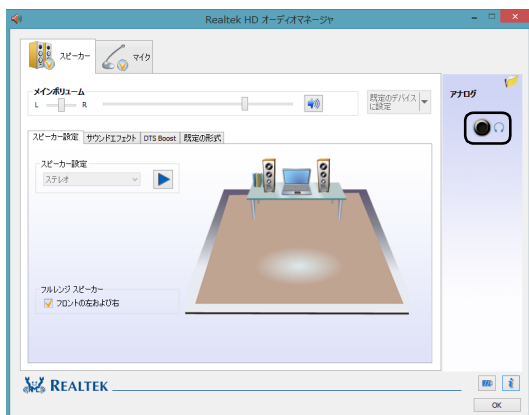 Realtek HD オーディオマネージャ
スピーカー
マイク
メインボリューム
L
R
既定のデバイス
に設定
アナログ
スピーカー設定
サウンドエフェクト
DTS Boost
既定の形式
スピーカー設定
ステレオ
フルレンジ スピーカー
フロントの左および右
REALTEK
OK